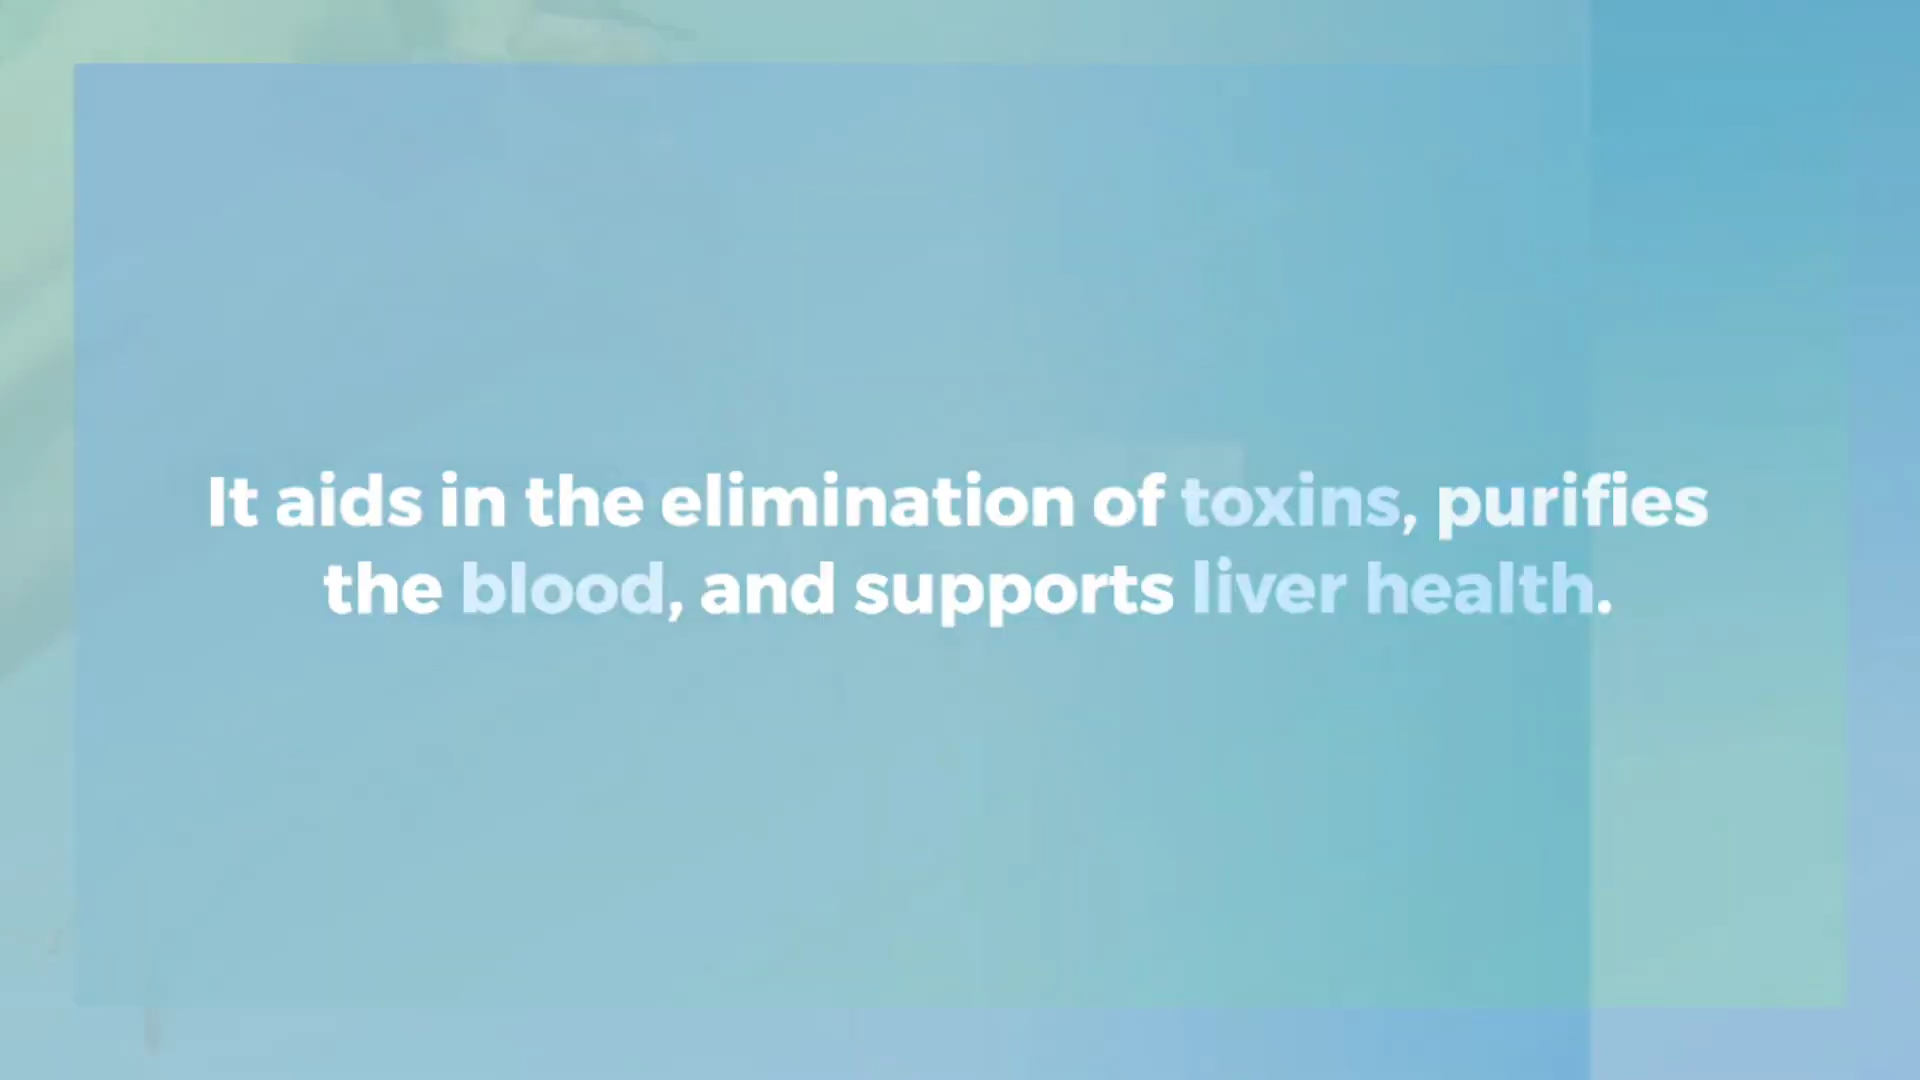 It aids in the elimination of toxins, purifies
the blood, and supports liver health.